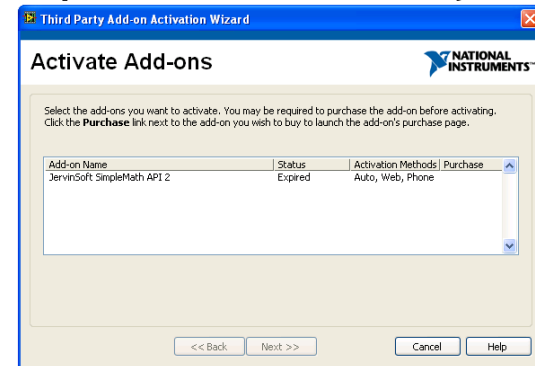 Third Party Add-on Activation Wizard
Activate Add-ons
NATIONAL INSTRUMENTS™
Select the add-ons you want to activate. You may be required to purchase the add-on before activating.
Click the Purchase link next to the add-on you wish to buy to launch the add-on's purchase page.
Add-on Name Status Activation Methods Purchase
JervinSoft SimpleMath API 2 Expired Auto, Web, Phone
<< Back Next >> Cancel Help